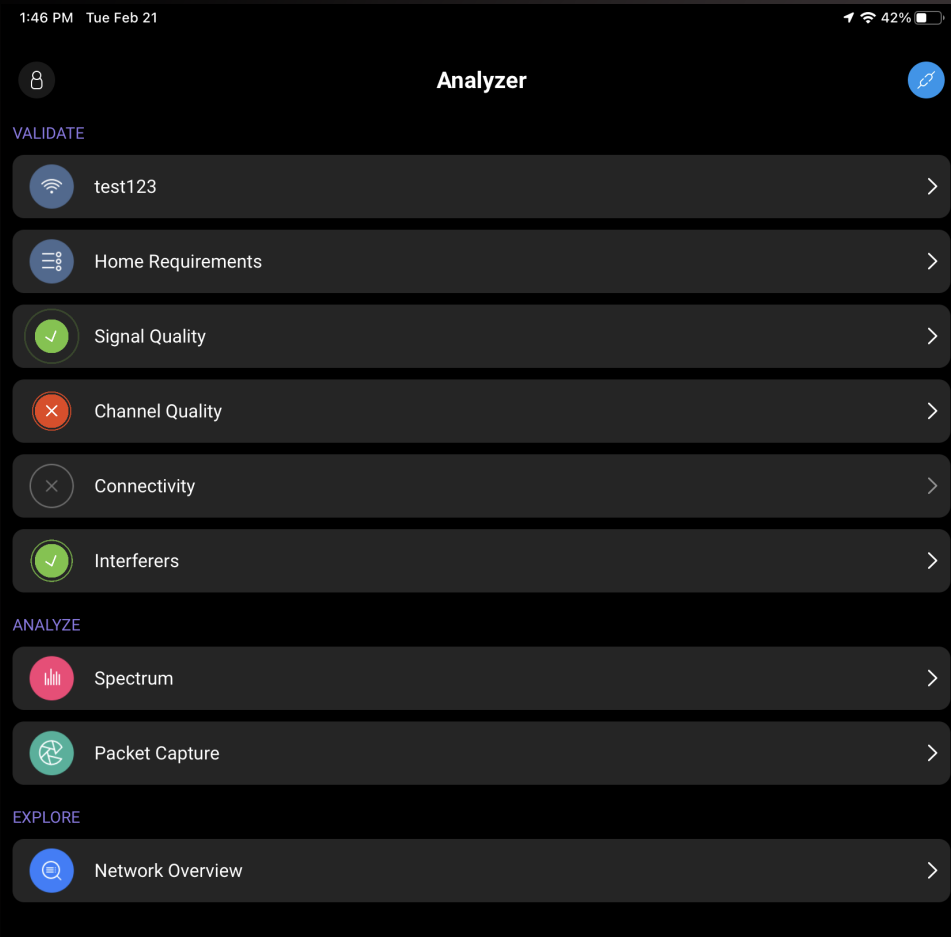 1:46 PM Tue Feb 21 42%
Analyzer
VALIDATE
test123
Home Requirements
Signal Quality
Channel Quality
Connectivity
Interferers
ANALYZE
Spectrum
Packet Capture
EXPLORE
Network Overview